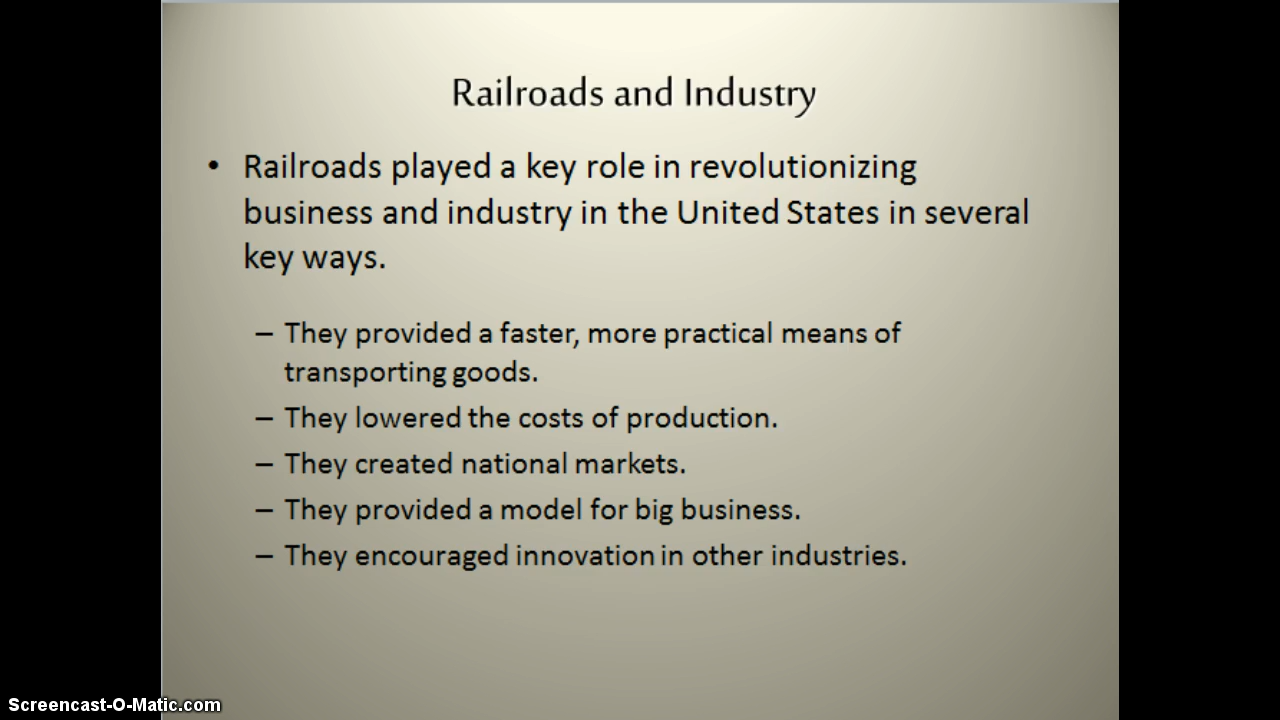 Railroads and Industry
• Railroads played a key role in revolutionizing
business and industry in the United States in several
key ways.
– They provided a faster, more practical means of
transporting goods.
– They lowered the costs of production.
– They created national markets.
– They provided a model for big business.
– They encouraged innovation in other industries.
Screencast-O-Matic.com